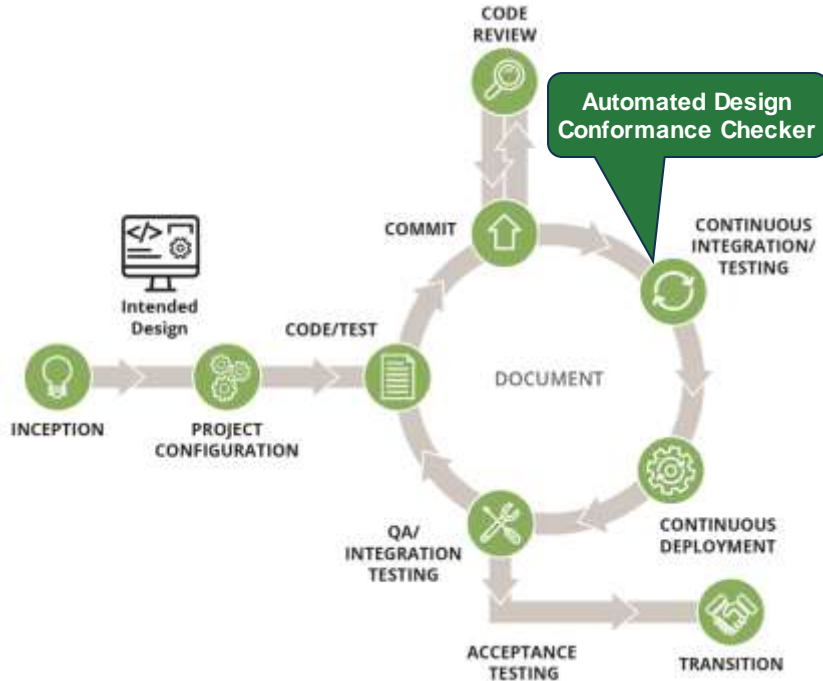 CODE
REVIEW
Automated Design
Conformance Checker
COMMIT
CONTINUOUS
INTEGRATION/
TESTING
</>
Intended
Design
CODE/TEST
DOCUMENT
INCEPTION
PROJECT
CONFIGURATION
QA/
INTEGRATION
TESTING
CONTINUOUS
DEPLOYMENT
ACCEPTANCE
TESTING
TRANSITION